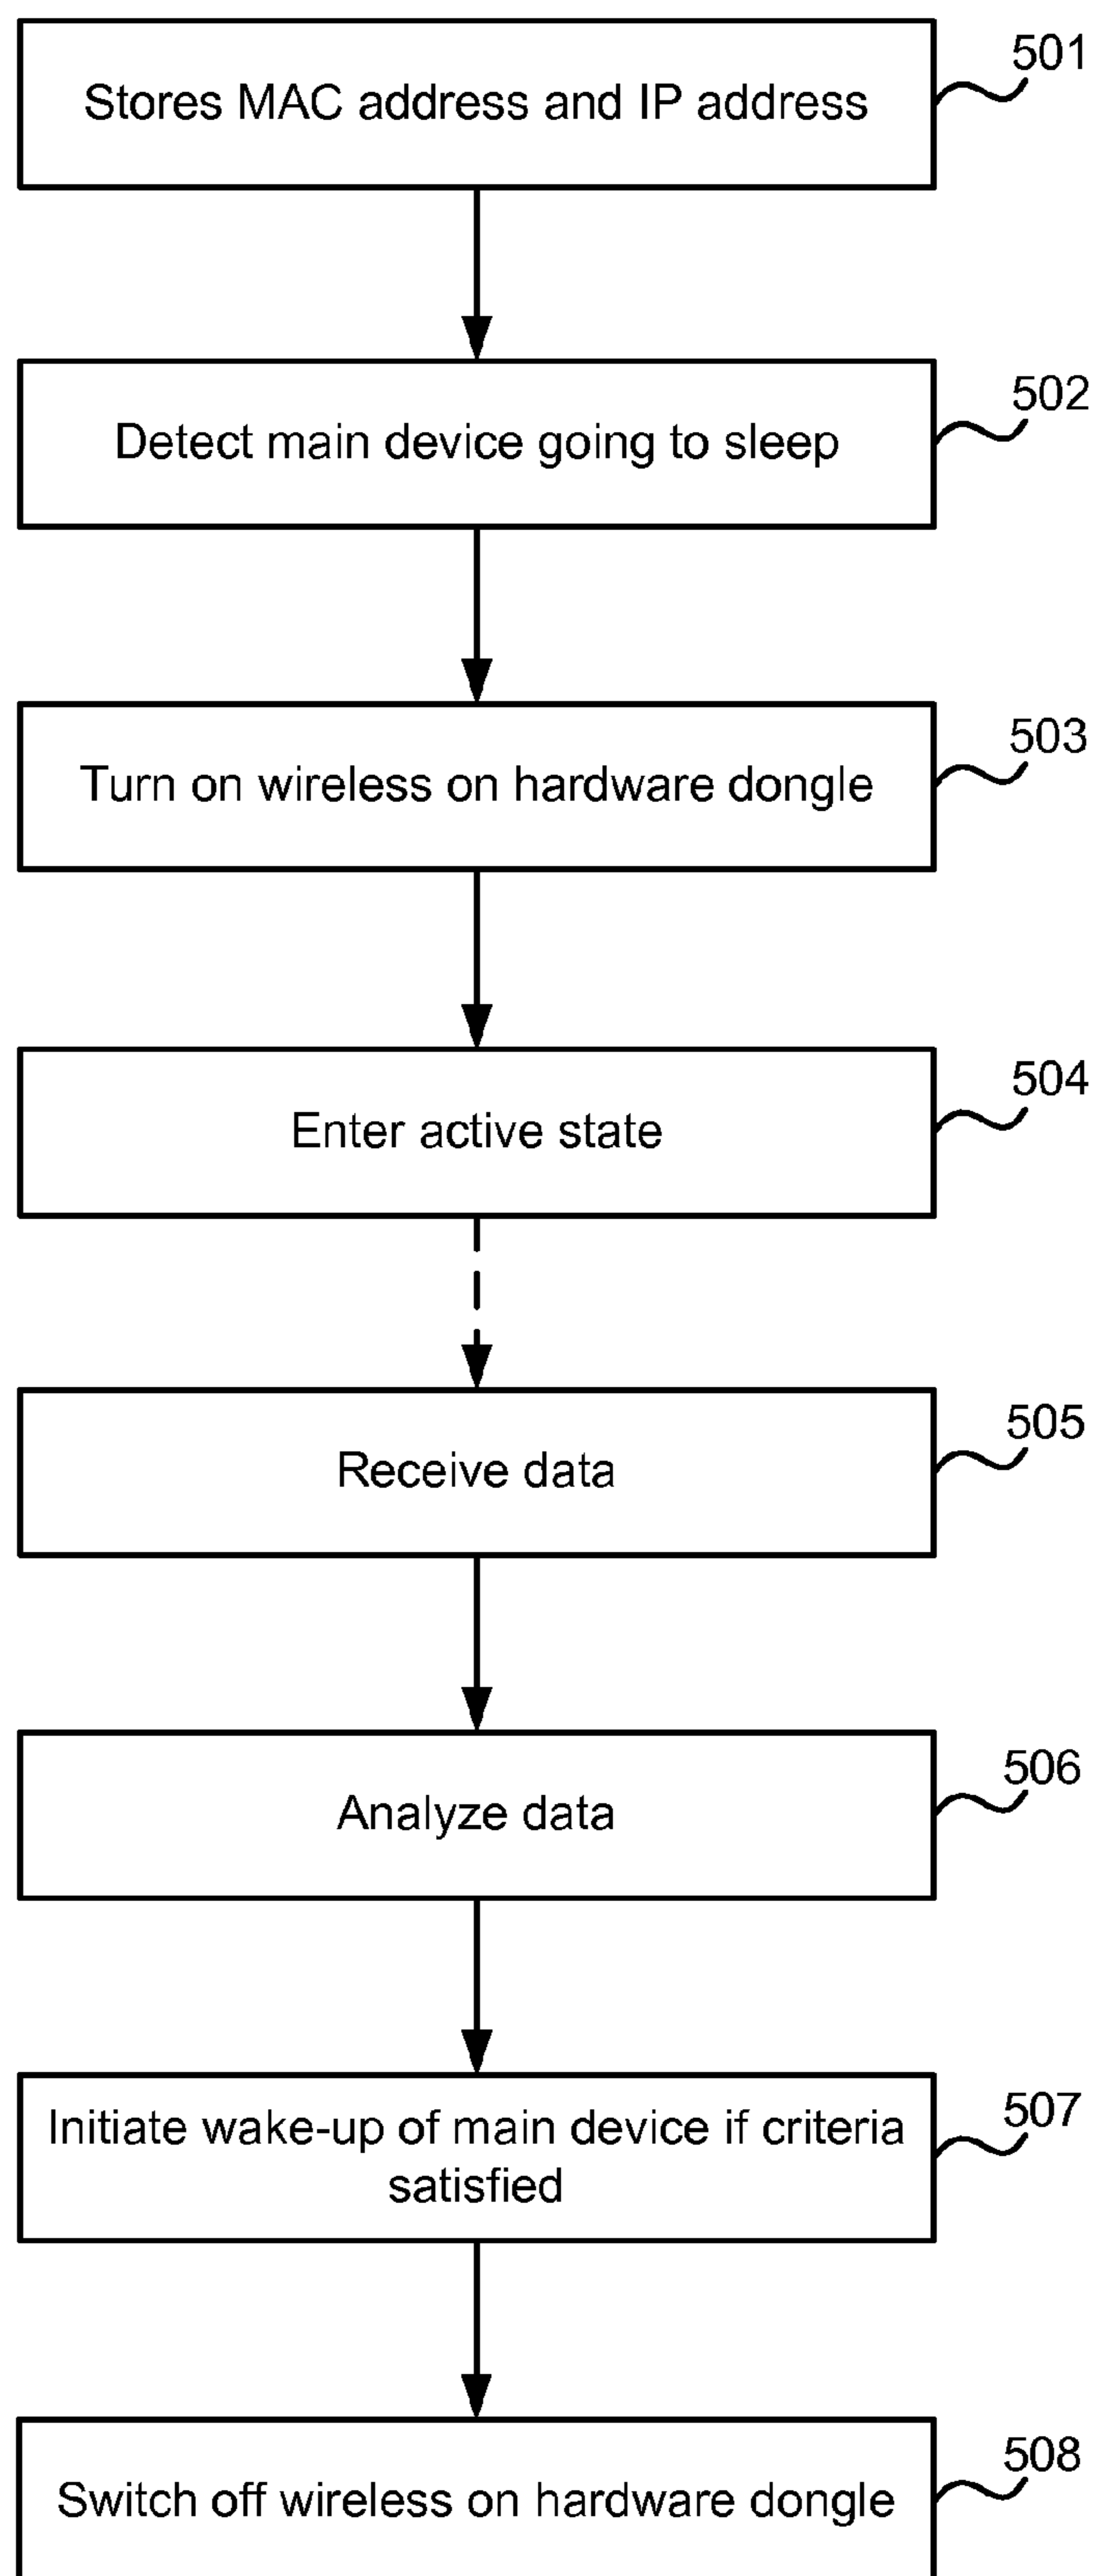 Stores MAC address and IP address
501
Detect main device going to sleep
502
Turn on wireless on hardware dongle
503
Enter active state
504
Receive data
505
Analyze data
506
Initiate wake-up of main device if criteria
satisfied
507
Switch off wireless on hardware dongle
508